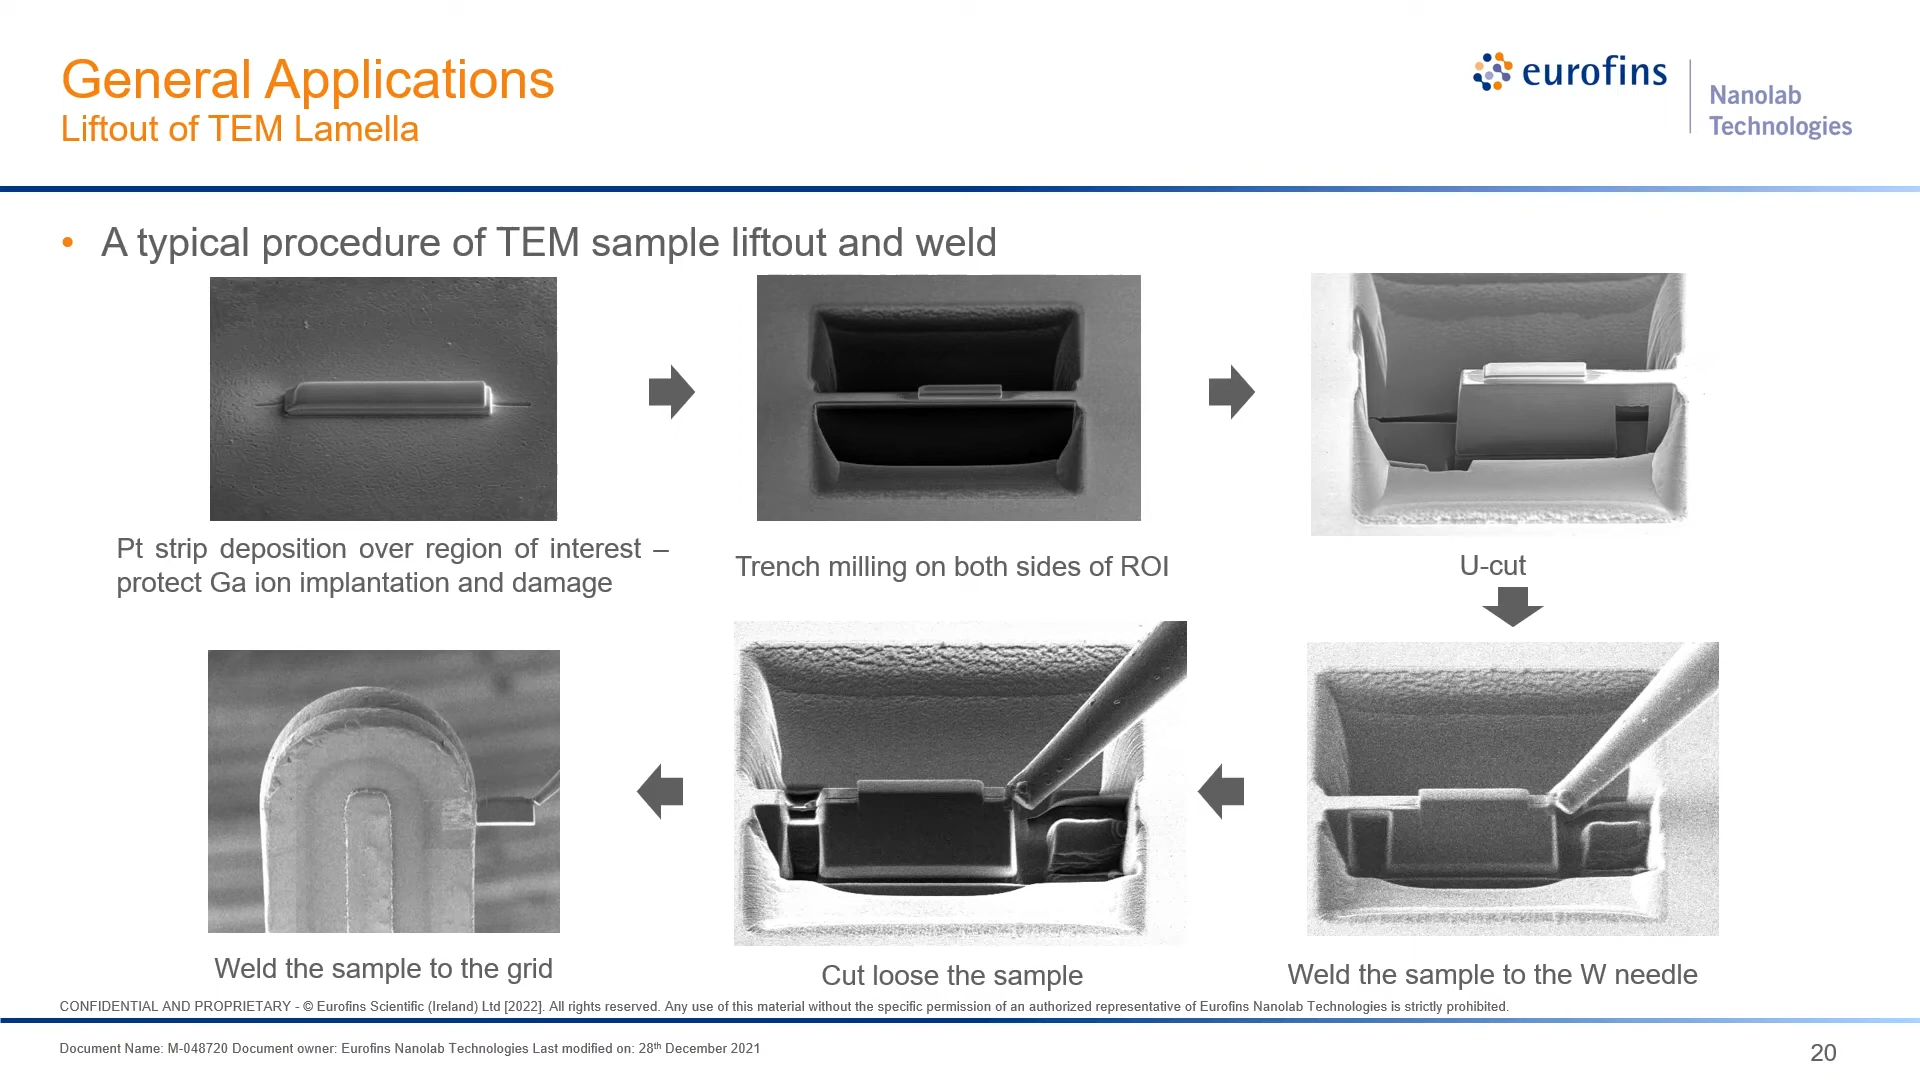 General Applications
Liftout of TEM Lamella
eurofins
Nanolab
Technologies
• A typical procedure of TEM sample liftout and weld
Pt strip deposition over region of interest –
protect Ga ion implantation and damage
Trench milling on both sides of ROI
U-cut
Weld the sample to the grid
Cut loose the sample
Weld the sample to the W needle
CONFIDENTIAL AND PROPRIETARY - © Eurofins Scientific (Ireland) Ltd [2022]. All rights reserved. Any use of this material without the specific permission of an authorized representative of Eurofins Nanolab Technologies is strictly prohibited.
Document Name: M-048720 Document owner: Eurofins Nanolab Technologies Last modified on: 28th December 2021
20